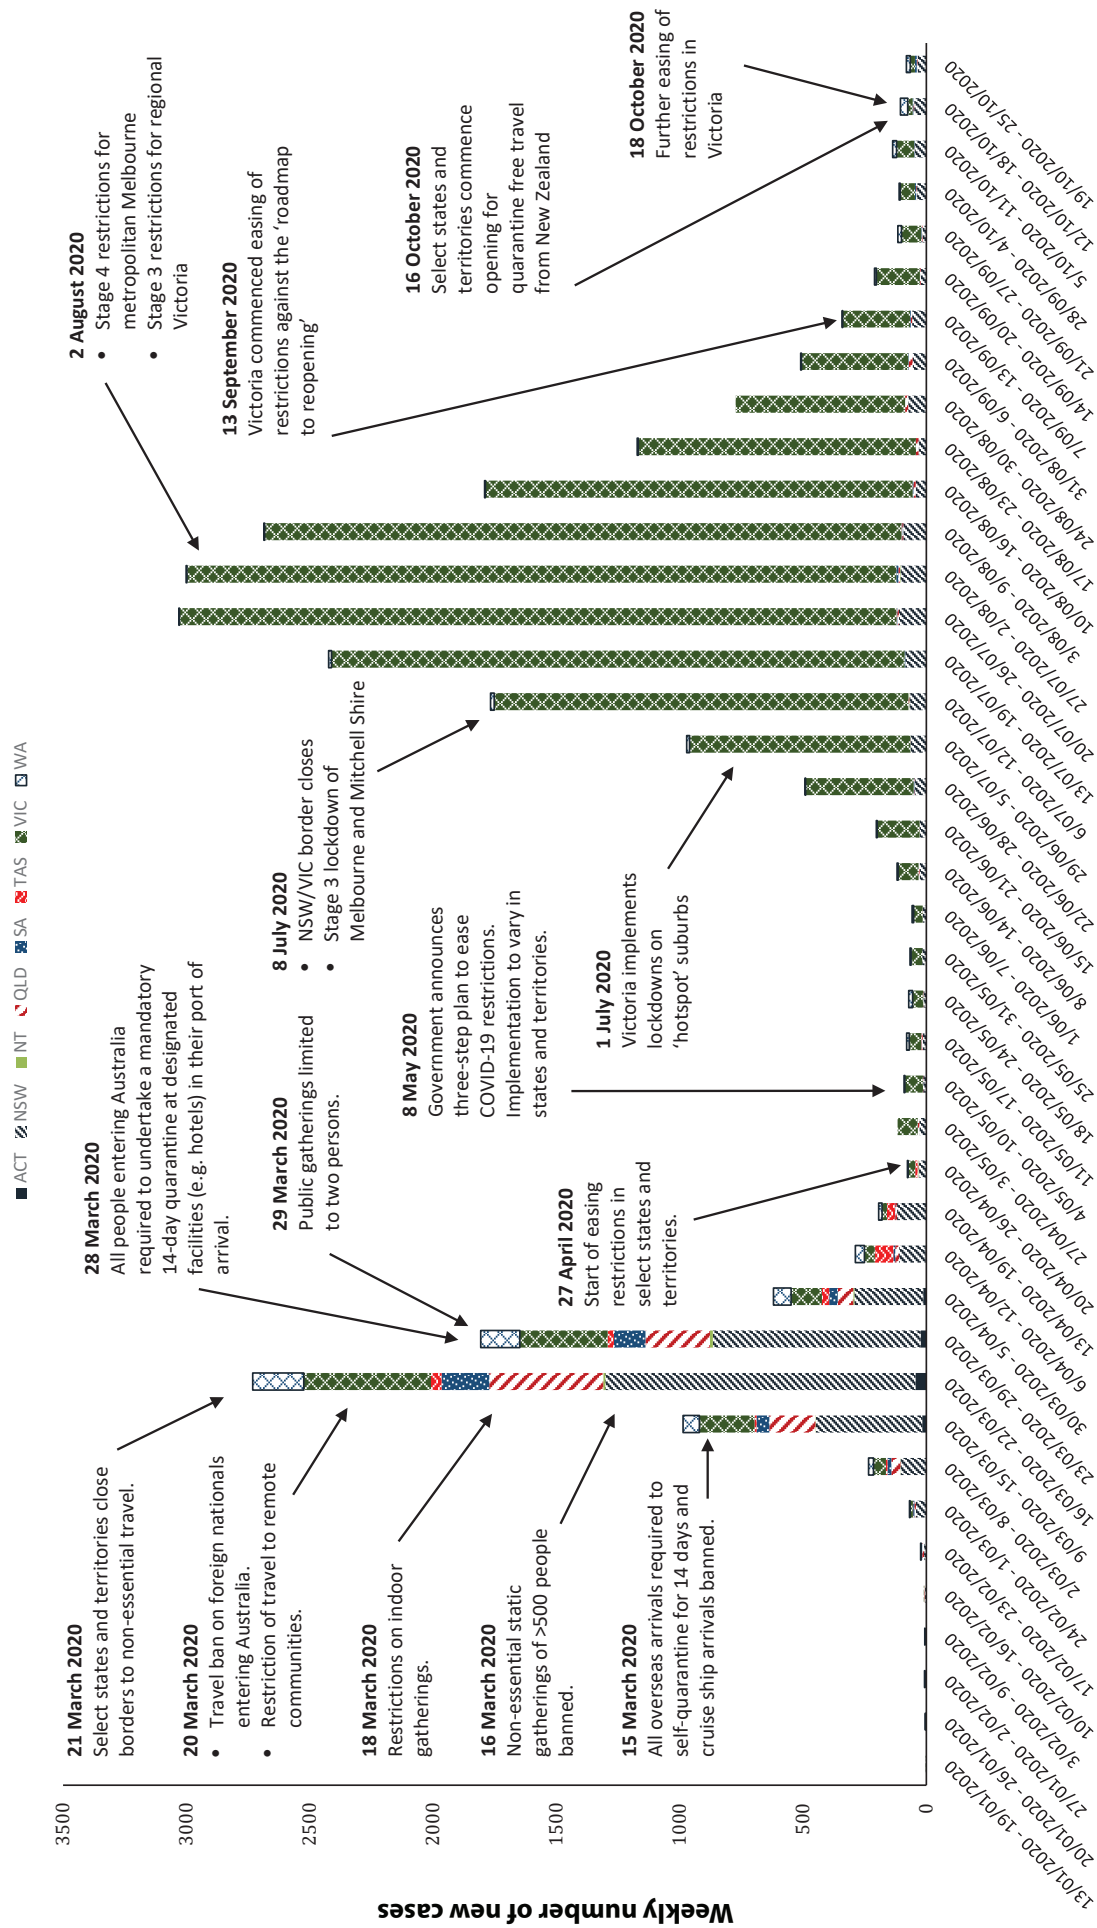 ACT NSW NT QLD SA TAS VIC WA
Weekly number of new cases
3500
3000
2500
2000
1500
1000
500
0
21 March 2020
Select states and territories close
borders to non-essential travel.
20 March 2020
• Travel ban on foreign nationals
entering Australia.
• Restriction of travel to remote
communities.
18 March 2020
Restrictions on indoor
gatherings.
16 March 2020
Non-essential static
gatherings of >500 people
banned.
15 March 2020
All overseas arrivals required to
self-quarantine for 14 days and
cruise ship arrivals banned.
28 March 2020
All people entering Australia
required to undertake a mandatory
14-day quarantine at designated
facilities (e.g. hotels) in their port of
arrival.
29 March 2020
Public gatherings limited
to two persons.
27 April 2020
Start of easing
restrictions in
select states and
territories.
8 May 2020
Government announces
three-step plan to ease
COVID-19 restrictions.
Implementation to vary in
states and territories.
1 July 2020
Victoria implements
lockdowns on
‘hotspot’ suburbs
8 July 2020
• NSW/VIC border closes
• Stage 3 lockdown of
Melbourne and Mitchell Shire
2 August 2020
• Stage 4 restrictions for
metropolitan Melbourne
• Stage 3 restrictions for regional
Victoria
13 September 2020
Victoria commenced easing of
restrictions against the ‘roadmap
to reopening’
16 October 2020
Select states and
territories commence
opening for
quarantine free travel
from New Zealand
18 October 2020
Further easing of
restrictions in
Victoria
13/01/2020 - 19/01/2020
20/01/2020 - 26/01/2020
27/01/2020 - 2/02/2020
3/02/2020 - 9/02/2020
10/02/2020 - 16/02/2020
17/02/2020 - 23/02/2020
24/02/2020 - 1/03/2020
2/03/2020 - 8/03/2020
9/03/2020 - 15/03/2020
16/03/2020 - 22/03/2020
23/03/2020 - 29/03/2020
30/03/2020 - 5/04/2020
6/04/2020 - 12/04/2020
13/04/2020 - 19/04/2020
20/04/2020 - 26/04/2020
27/04/2020 - 3/05/2020
4/05/2020 - 10/05/2020
11/05/2020 - 17/05/2020
18/05/2020 - 24/05/2020
25/05/2020 - 31/05/2020
1/06/2020 - 7/06/2020
8/06/2020 - 14/06/2020
15/06/2020 - 21/06/2020
22/06/2020 - 28/06/2020
29/06/2020 - 5/07/2020
6/07/2020 - 12/07/2020
13/07/2020 - 19/07/2020
20/07/2020 - 26/07/2020
27/07/2020 - 2/08/2020
3/08/2020 - 9/08/2020
10/08/2020 - 16/08/2020
17/08/2020 - 23/08/2020
24/08/2020 - 30/08/2020
31/08/2020 - 6/09/2020
7/09/2020 - 13/09/2020
14/09/2020 - 20/09/2020
21/09/2020 - 27/09/2020
28/09/2020 - 4/10/2020
5/10/2020 - 11/10/2020
12/10/2020 - 18/10/2020
19/10/2020 - 25/10/2020